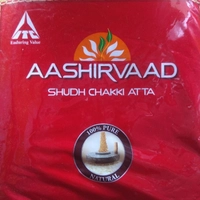 ITC
Enduring Value
AASHIRVAAD
SHUDH CHAKKI ATTA
100% PURE
NATURAL